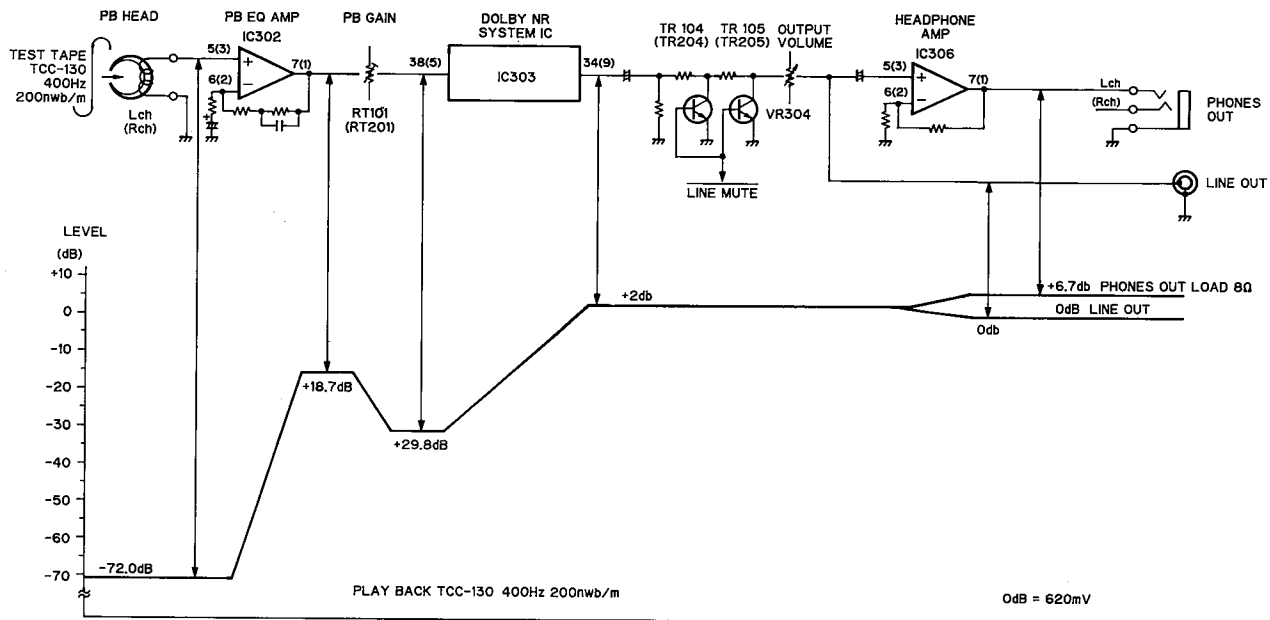 PB HEAD
PB EQ AMP
IC302
PB GAIN
DOLBY NR
SYSTEM IC
TR 104
(TR204)
TR 105
(TR205)
OUTPUT
VOLUME
HEADPHONE
AMP
IC306
TEST TAPE
TCC-130
400Hz
200nwb/m
Lch
(Rch)
5(3)
6(2)
7(1)
+
−
+
RT101
(RT201)
38(5)
IC303
34(9)
VR304
LINE MUTE
5(3)
6(2)
7(1)
+
−
Lch
(Rch)
PHONES
OUT
LINE OUT
LEVEL
(dB)
+10
0
-10
-20
-30
-40
-50
-60
-70
-72.0dB
+18.7dB
+29.8dB
+2db
+6.7db PHONES OUT LOAD 8Ω
0dB LINE OUT
0db
PLAY BACK TCC-130 400Hz 200nwb/m
0dB = 620mV